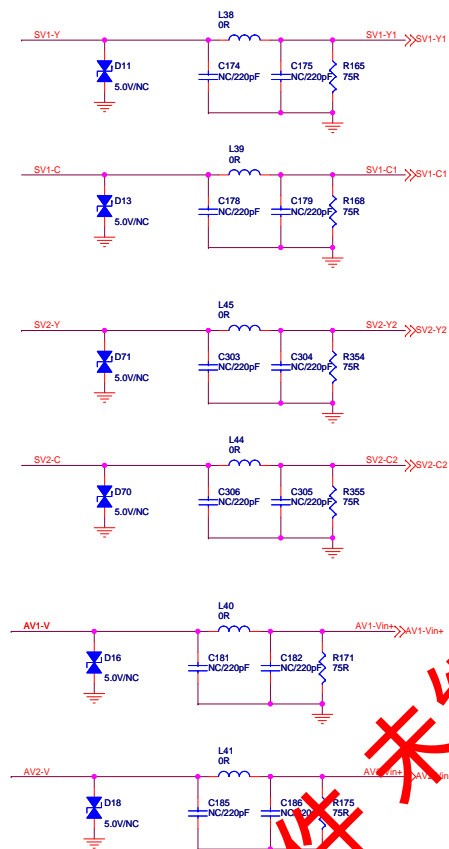 L38
0R
SV1-Y
SV1-Y1
SV1-Y1
D11
5.0V/NC
C174
NC/220pF
C175
NC/220pF
R165
75R
L39
0R
SV1-C
SV1-C1
SV1-C1
D13
5.0V/NC
C178
NC/220pF
C179
NC/220pF
R168
75R
L45
0R
SV2-Y
SV2-Y2
SV2-Y2
D71
5.0V/NC
C303
NC/220pF
C304
NC/220pF
R354
75R
L44
0R
SV2-C
SV2-C2
SV2-C2
D70
5.0V/NC
C306
NC/220pF
C305
NC/220pF
R355
75R
L40
0R
AV1-V
AV1-Vin+
AV1-Vin+
D16
5.0V/NC
C181
NC/220pF
C182
NC/220pF
R171
75R
L41
0R
AV2-V
D18
5.0V/NC
C185
NC/220pF
C186
NC/220pF
R175
75R
未